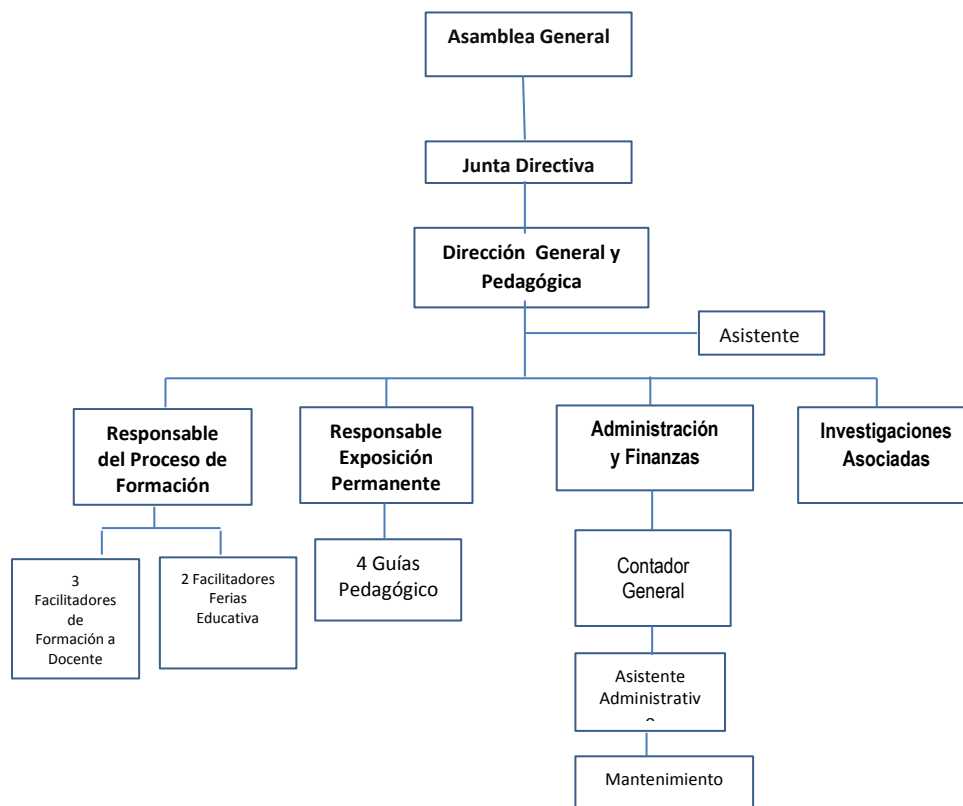 Asamblea General
Junta Directiva
Dirección General y
Pedagógica
Asistente
Responsable
del Proceso de
Formación
Responsable
Exposición
Permanente
Administración
y Finanzas
Investigaciones
Asociadas
3
Facilitadores
de
Formación a
Docente
2 Facilitadores
Ferias
Educativa
4 Guías
Pedagógico
Contador
General
Asistente
Administrativ
Mantenimiento